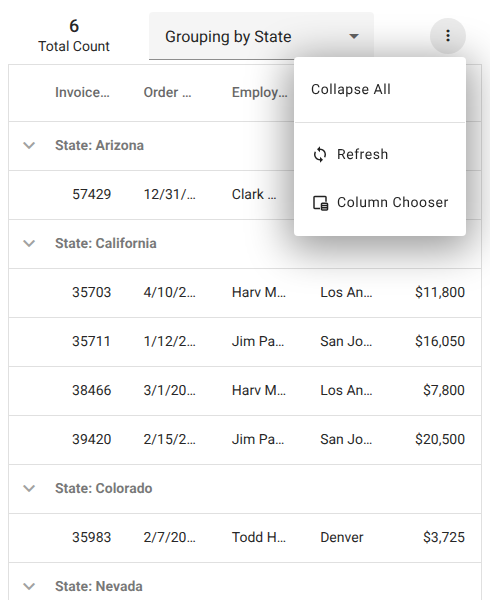 6
Total Count
Grouping by State
Collapse All
Refresh
Column Chooser
Invoice... Order ... Employ...
State: Arizona
57429 12/31/... Clark ...
State: California
35703 4/10/2... Harv M... Los An... $11,800
35711 1/12/2... Jim Pa... San Jo... $16,050
38466 3/1/20... Harv M... Los An... $7,800
39420 2/15/2... Jim Pa... San Jo... $20,500
State: Colorado
35983 2/7/20... Todd H... Denver $3,725
State: Nevada